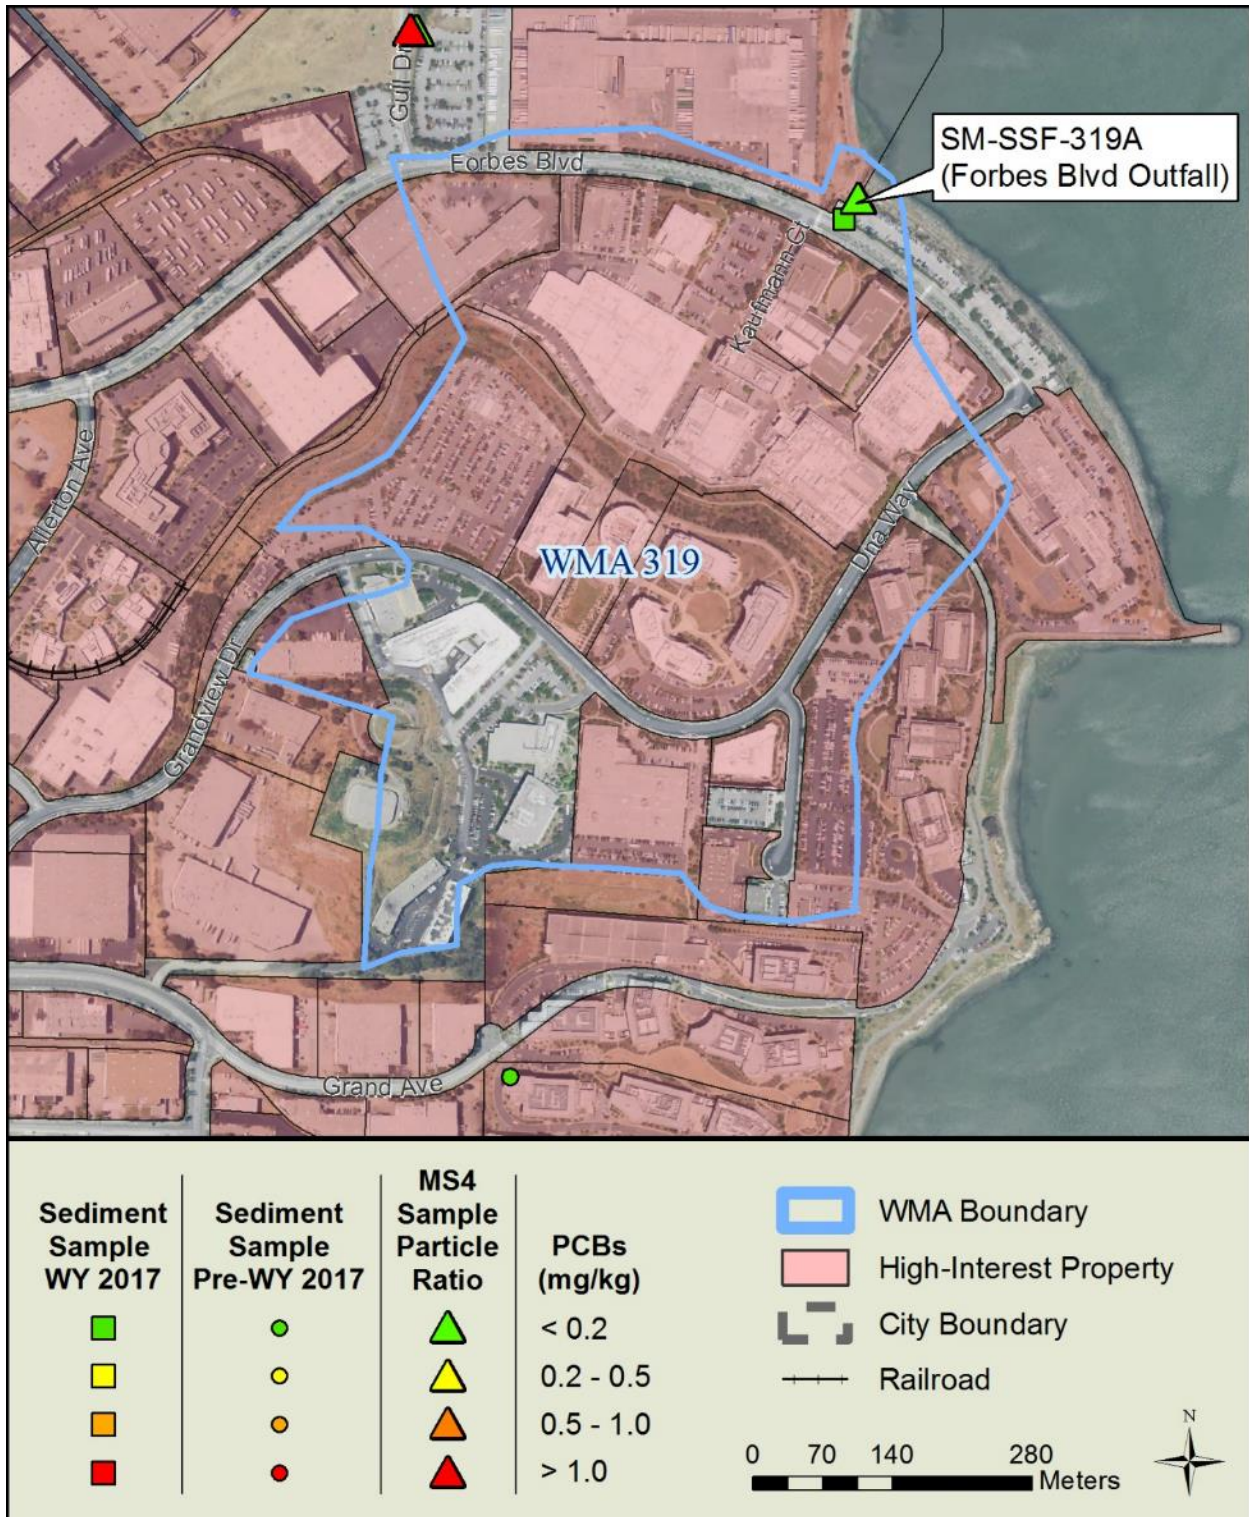 Gull Dr
Forbes Blvd
SM-SSF-319A
(Forbes Blvd Outfall)
Kaufmann Ct
Allerton Ave
Dna Way
WMA 319
Grandview Dr
Grand Ave
Sediment
Sample
WY 2017
Sediment
Sample
Pre-WY 2017
MS4
Sample
Particle
Ratio
PCBs
(mg/kg)
< 0.2
0.2 - 0.5
0.5 - 1.0
> 1.0
WMA Boundary
High-Interest Property
City Boundary
Railroad
0 70 140 280
Meters
N